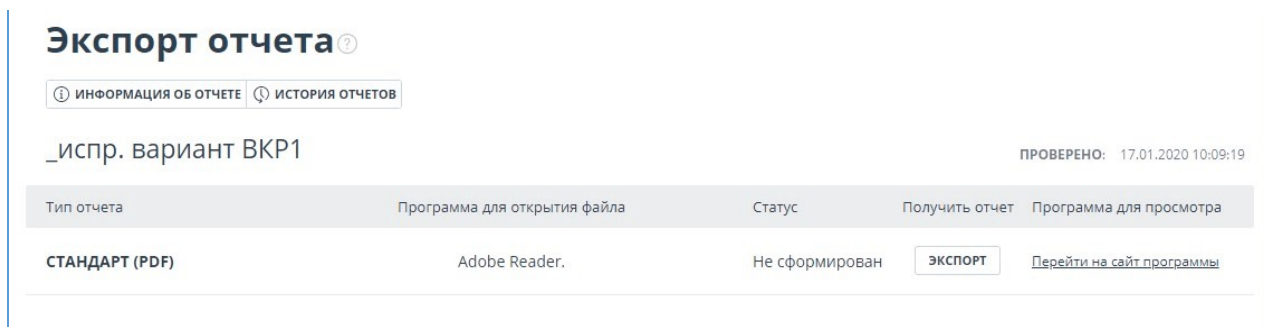 Экспорт отчета ?
ИНФОРМАЦИЯ ОБ ОТЧЕТЕ ИСТОРИЯ ОТЧЕТОВ
_испр. вариант ВКР1 ПРОВЕРЕНО: 17.01.2020 10:09:19
Тип отчета Программа для открытия файла Статус Получить отчет Программа для просмотра
СТАНДАРТ (PDF) Adobe Reader. Не сформирован ЭКСПОРТ Перейти на сайт программы